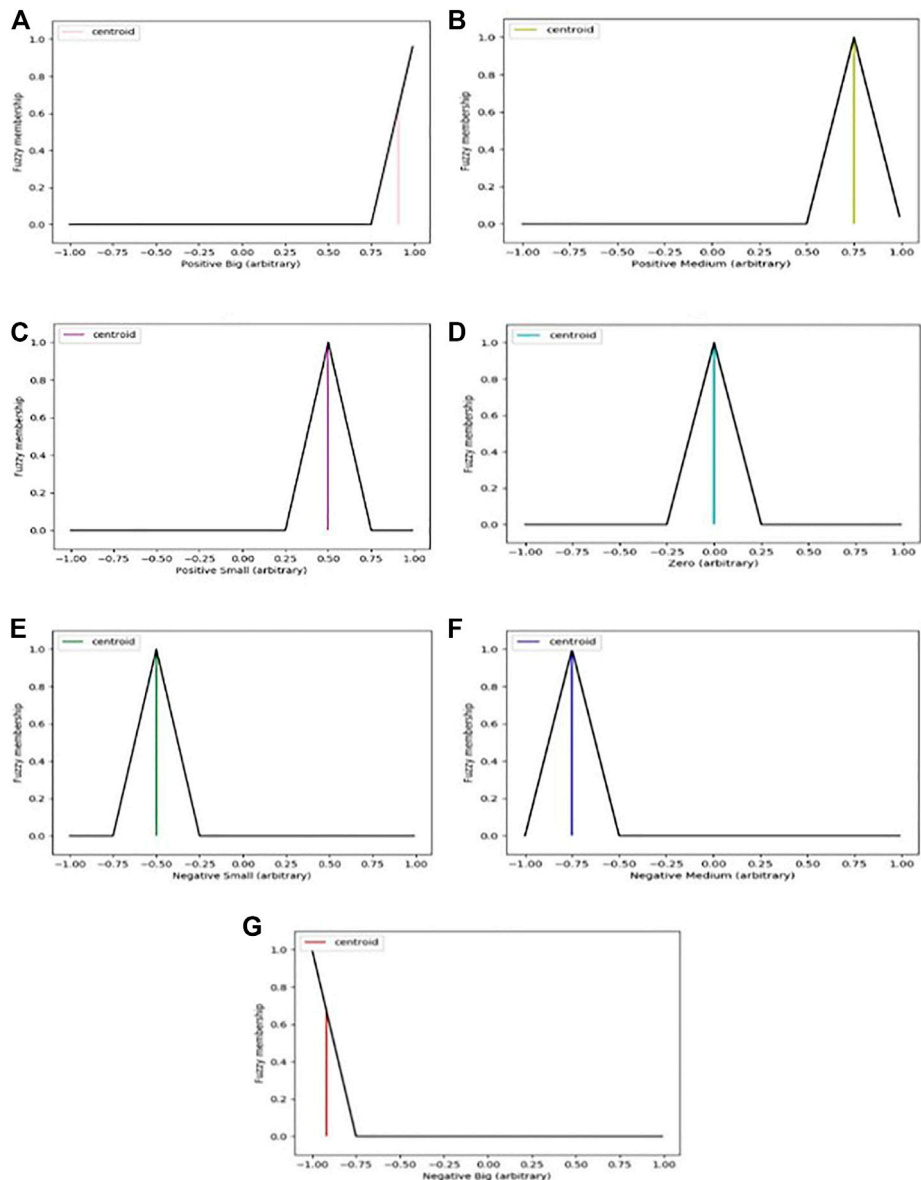 A
centroid
Fuzzy membership
1.0
0.8
0.6
0.4
0.2
0.0
−1.00 −0.75 −0.50 −0.25 0.00 0.25 0.50 0.75 1.00
Positive Big (arbitrary)
B
centroid
Fuzzy membership
1.0
0.8
0.6
0.4
0.2
0.0
−1.00 −0.75 −0.50 −0.25 0.00 0.25 0.50 0.75 1.00
Positive Medium (arbitrary)
C
centroid
Fuzzy membership
1.0
0.8
0.6
0.4
0.2
0.0
−1.00 −0.75 −0.50 −0.25 0.00 0.25 0.50 0.75 1.00
Positive Small (arbitrary)
D
centroid
Fuzzy membership
1.0
0.8
0.6
0.4
0.2
0.0
−1.00 −0.75 −0.50 −0.25 0.00 0.25 0.50 0.75 1.00
Zero (arbitrary)
E
centroid
Fuzzy membership
1.0
0.8
0.6
0.4
0.2
0.0
−1.00 −0.75 −0.50 −0.25 0.00 0.25 0.50 0.75 1.00
Negative Small (arbitrary)
F
centroid
Fuzzy membership
1.0
0.8
0.6
0.4
0.2
0.0
−1.00 −0.75 −0.50 −0.25 0.00 0.25 0.50 0.75 1.00
Negative Medium (arbitrary)
G
centroid
Fuzzy membership
1.0
0.8
0.6
0.4
0.2
0.0
−1.00 −0.75 −0.50 −0.25 0.00 0.25 0.50 0.75 1.00
Negative Big (arbitrary)